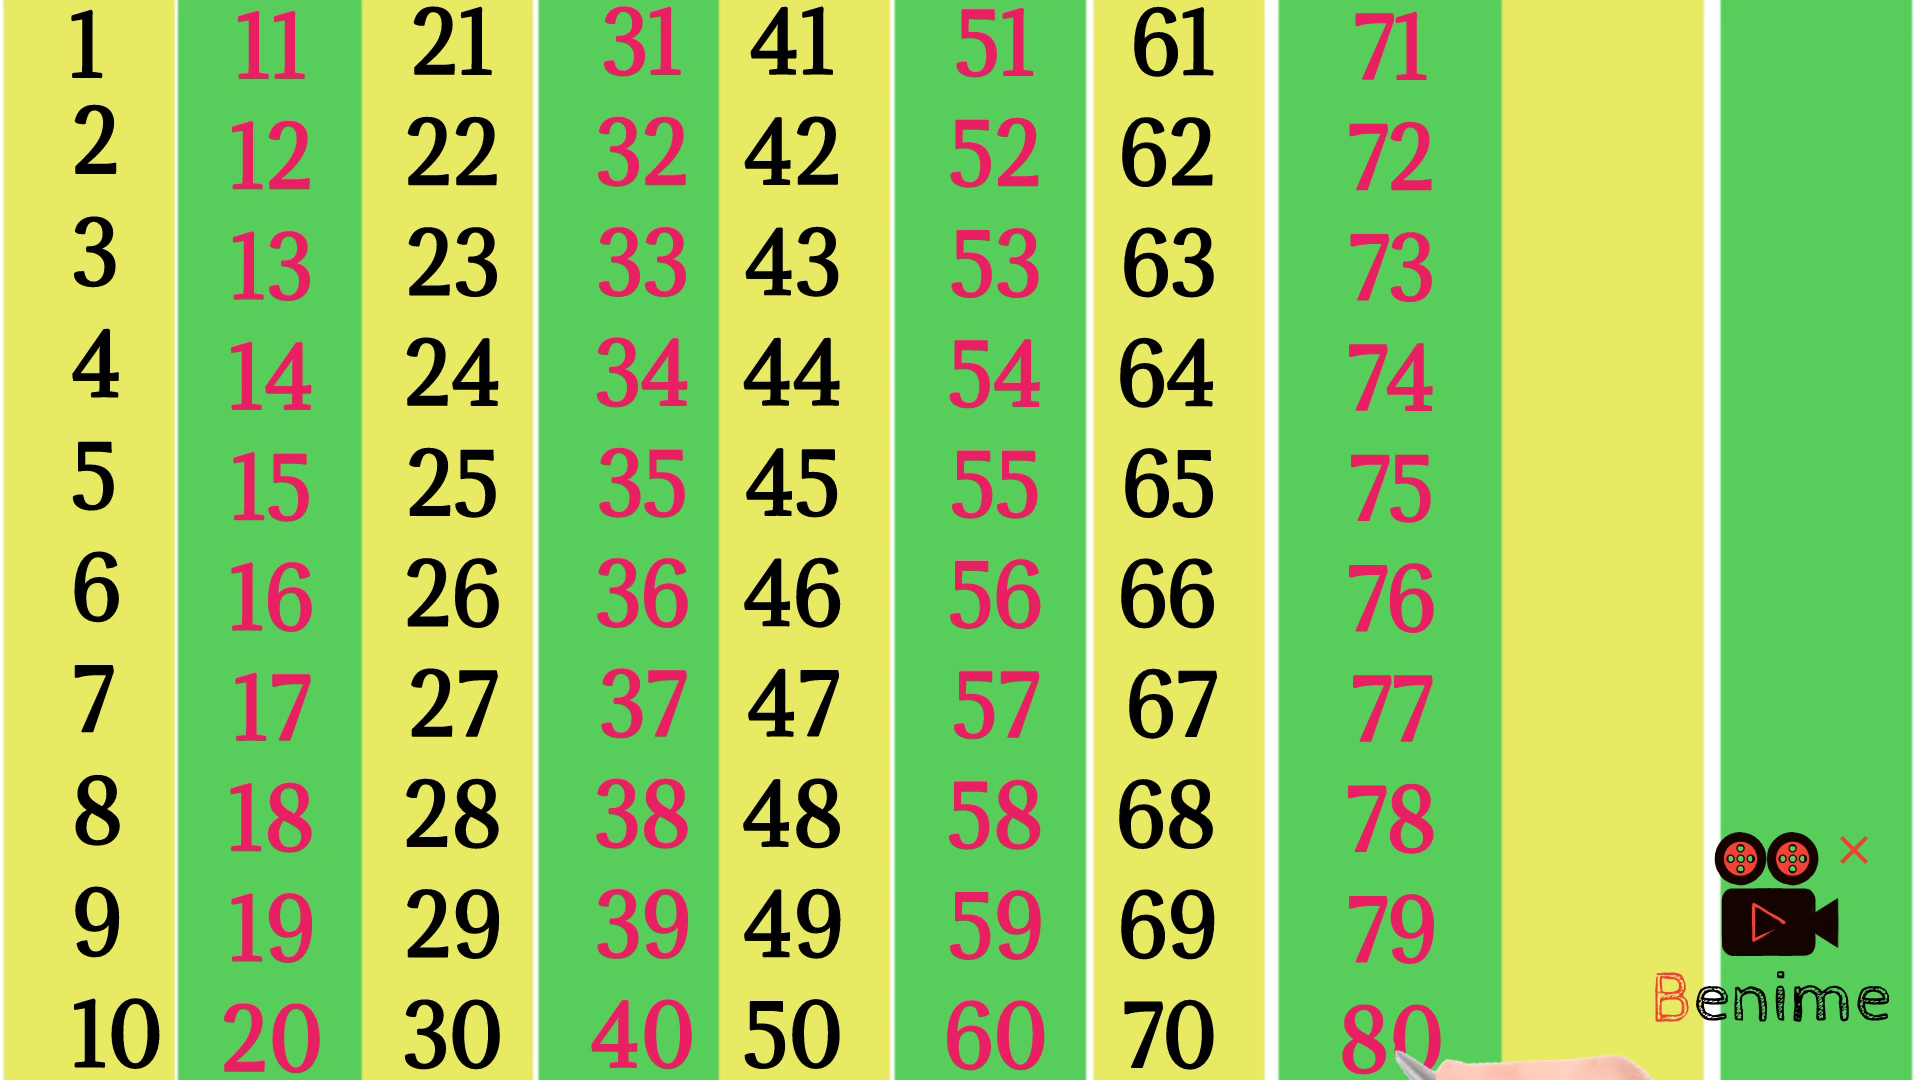 1 11 21 31 41 51 61 71
2 12 22 32 42 52 62 72
3 13 23 33 43 53 63 73
4 14 24 34 44 54 64 74
5 15 25 35 45 55 65 75
6 16 26 36 46 56 66 76
7 17 27 37 47 57 67 77
8 18 28 38 48 58 68 78
9 19 29 39 49 59 69 79
10 20 30 40 50 60 70 80
Benime